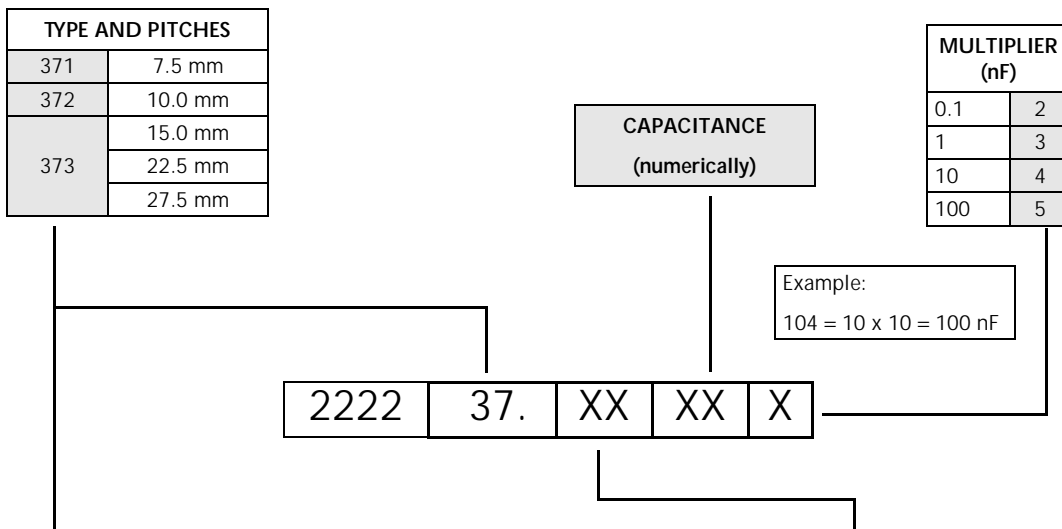 TYPE AND PITCHES
371 7.5 mm
372 10.0 mm
373 15.0 mm
22.5 mm
27.5 mm
CAPACITANCE
(numerically)
MULTIPLIER
(nF)
0.1 2
1 3
10 4
100 5
Example:
104 = 10 x 10 = 100 nF
2222 37. XX XX X